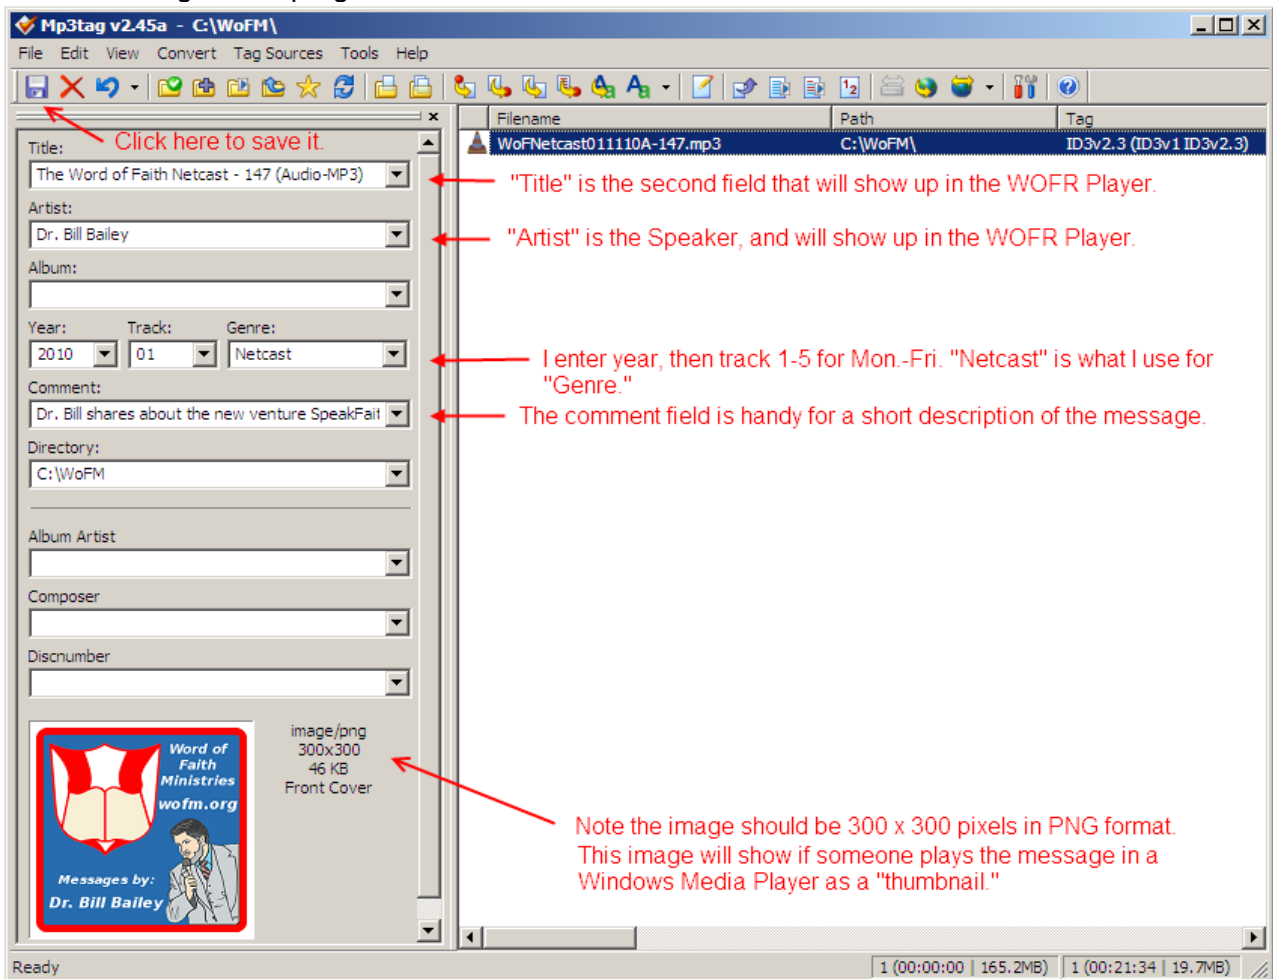 Mp3tag v2.45a - C:\WoFM\
File Edit View Convert Tag Sources Tools Help
Click here to save it.
Title:
The Word of Faith Netcast - 147 (Audio-MP3)
Artist:
Dr. Bill Bailey
Album:
Year: Track: Genre:
2010 01 Netcast
Comment:
Dr. Bill shares about the new venture SpeakFait
Directory:
C:\WoFM
Album Artist
Composer
Discnumber
image/png
300x300
46 KB
Front Cover
Word of
Faith
Ministries
wofm.org
Messages by:
Dr. Bill Bailey
Filename Path Tag
WoFNetcast011110A-147.mp3 C:\WoFM\ ID3v2.3 (ID3v1 ID3v2.3)
"Title" is the second field that will show up in the WOFR Player.
"Artist" is the Speaker, and will show up in the WOFR Player.
I enter year, then track 1-5 for Mon.-Fri. "Netcast" is what I use for
"Genre."
The comment field is handy for a short description of the message.
Note the image should be 300 x 300 pixels in PNG format.
This image will show if someone plays the message in a
Windows Media Player as a "thumbnail."
Ready 1 (00:00:00 | 165.2MB) 1 (00:21:34 | 19.7MB)